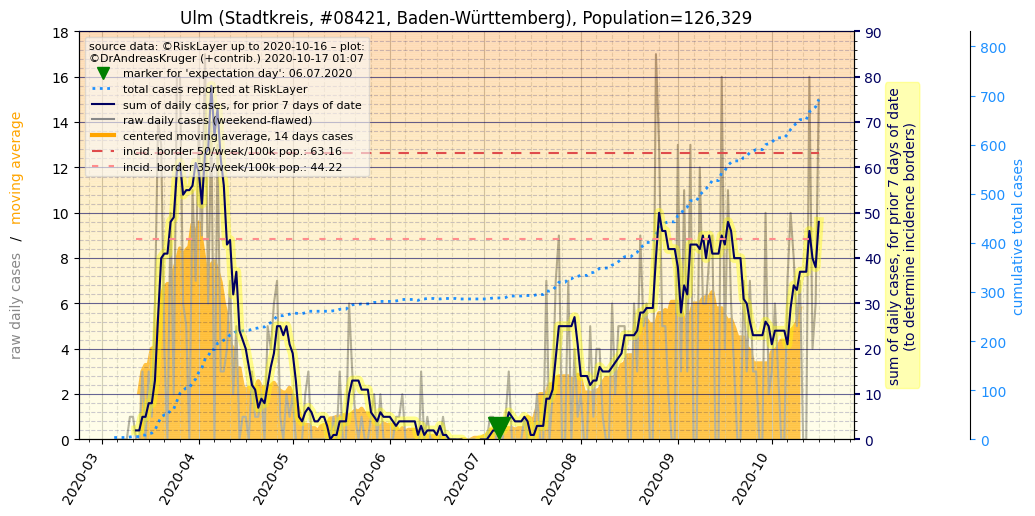 Ulm (Stadtkreis, #08421, Baden-Württemberg), Population=126,329
source data: ©RiskLayer up to 2020-10-16 – plot:
©DrAndreasKruger (+contrib.) 2020-10-17 01:07
marker for 'expectation day': 06.07.2020
total cases reported at RiskLayer
sum of daily cases, for prior 7 days of date
raw daily cases (weekend-flawed)
centered moving average, 14 days cases
incid. border 50/week/100k pop.: 63.16
incid. border 35/week/100k pop.: 44.22
raw daily cases / moving average
18
16
14
12
10
8
6
4
2
0
90
80
70
60
50
40
30
20
10
0
sum of daily cases, for prior 7 days of date
(to determine incidence borders)
800
700
600
500
400
300
200
100
0
cumulative total cases
2020-03
2020-04
2020-05
2020-06
2020-07
2020-08
2020-09
2020-10